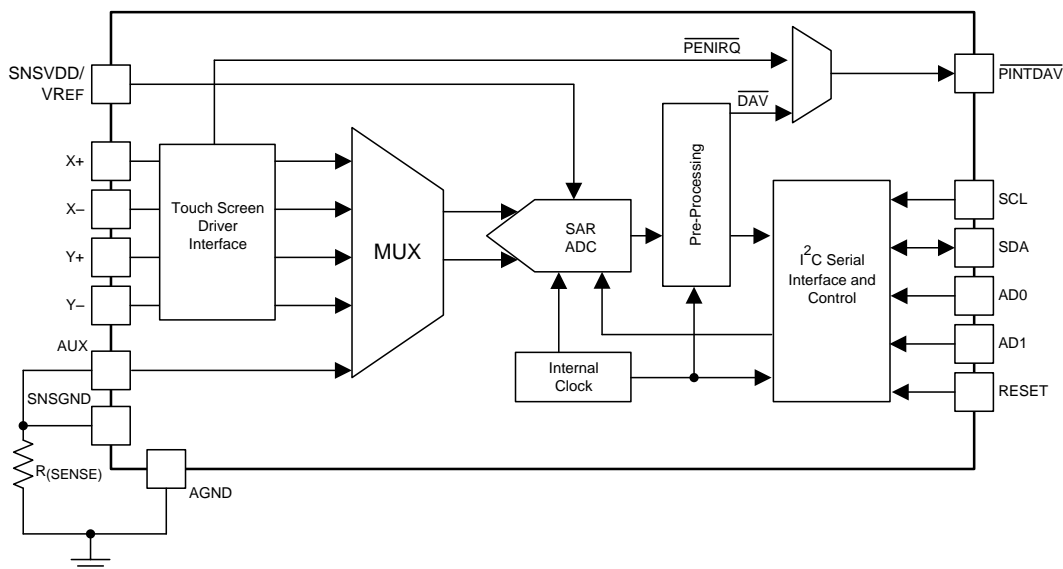 PENIRQ
SNSVDD/
VREF
PINTDAV
DAV
X+
X–
Y+
Y–
Touch Screen
Driver
Interface
MUX
SAR
ADC
Pre-Processing
I2C Serial
Interface and
Control
SCL
SDA
AD0
AD1
RESET
AUX
SNSGND
Internal
Clock
R(SENSE)
AGND